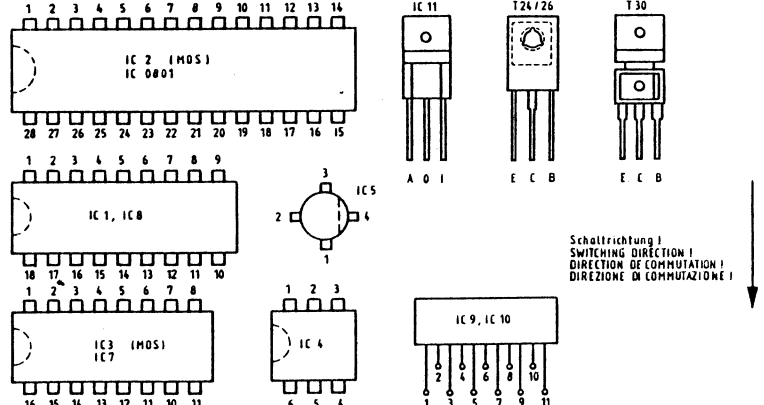 1 2 3 4 5 6 7 8 9 10 11 12 13 14
IC 2 (MOS)
IC 0801
28 27 26 25 24 23 22 21 20 19 18 17 16 15
IC 11
A 0 I
T24/26
E C B
T 30
E C B
1 2 3 4 5 6 7 8 9
IC 1, IC 8
18 17 16 15 14 13 12 11 10
3
IC 5
2 4
1
Schaltrichtung !
SWITCHING DIRECTION !
DIRECTION DE COMMUTATION !
DIREZIONE DI COMMUTAZIONE !
1 2 3 4 5 6 7 8
IC3 (MOS)
IC7
16 15 14 13 12 11 10 11
1 2 3
IC 4
6 5 4
IC 9, IC 10
2 4 6 8 10
1 3 5 7 9 11